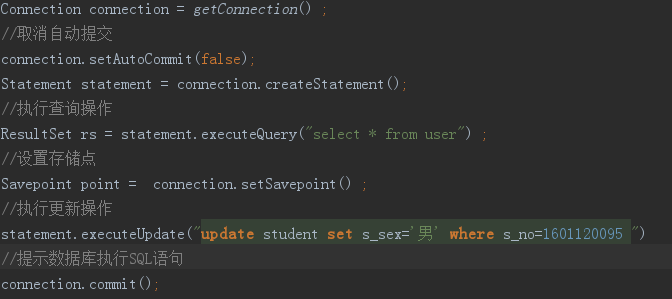 Connection connection = getConnection() ;
//取消自动提交
connection.setAutoCommit(false);
Statement statement = connection.createStatement();
//执行查询操作
ResultSet rs = statement.executeQuery("select * from user") ;
//设置存储点
Savepoint point =  connection.setSavepoint() ;
//执行更新操作
statement.executeUpdate("update student set s_sex='男' where s_no=1601120095 ")
//提示数据库执行SQL语句
connection.commit();